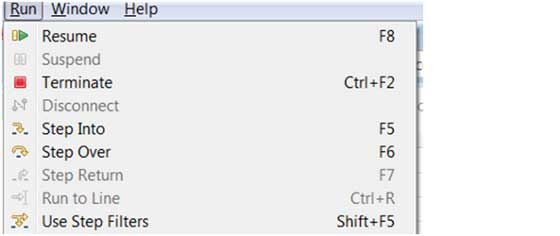 Run Window Help
Resume F8
Suspend
Terminate Ctrl+F2
Disconnect
Step Into F5
Step Over F6
Step Return F7
Run to Line Ctrl+R
Use Step Filters Shift+F5